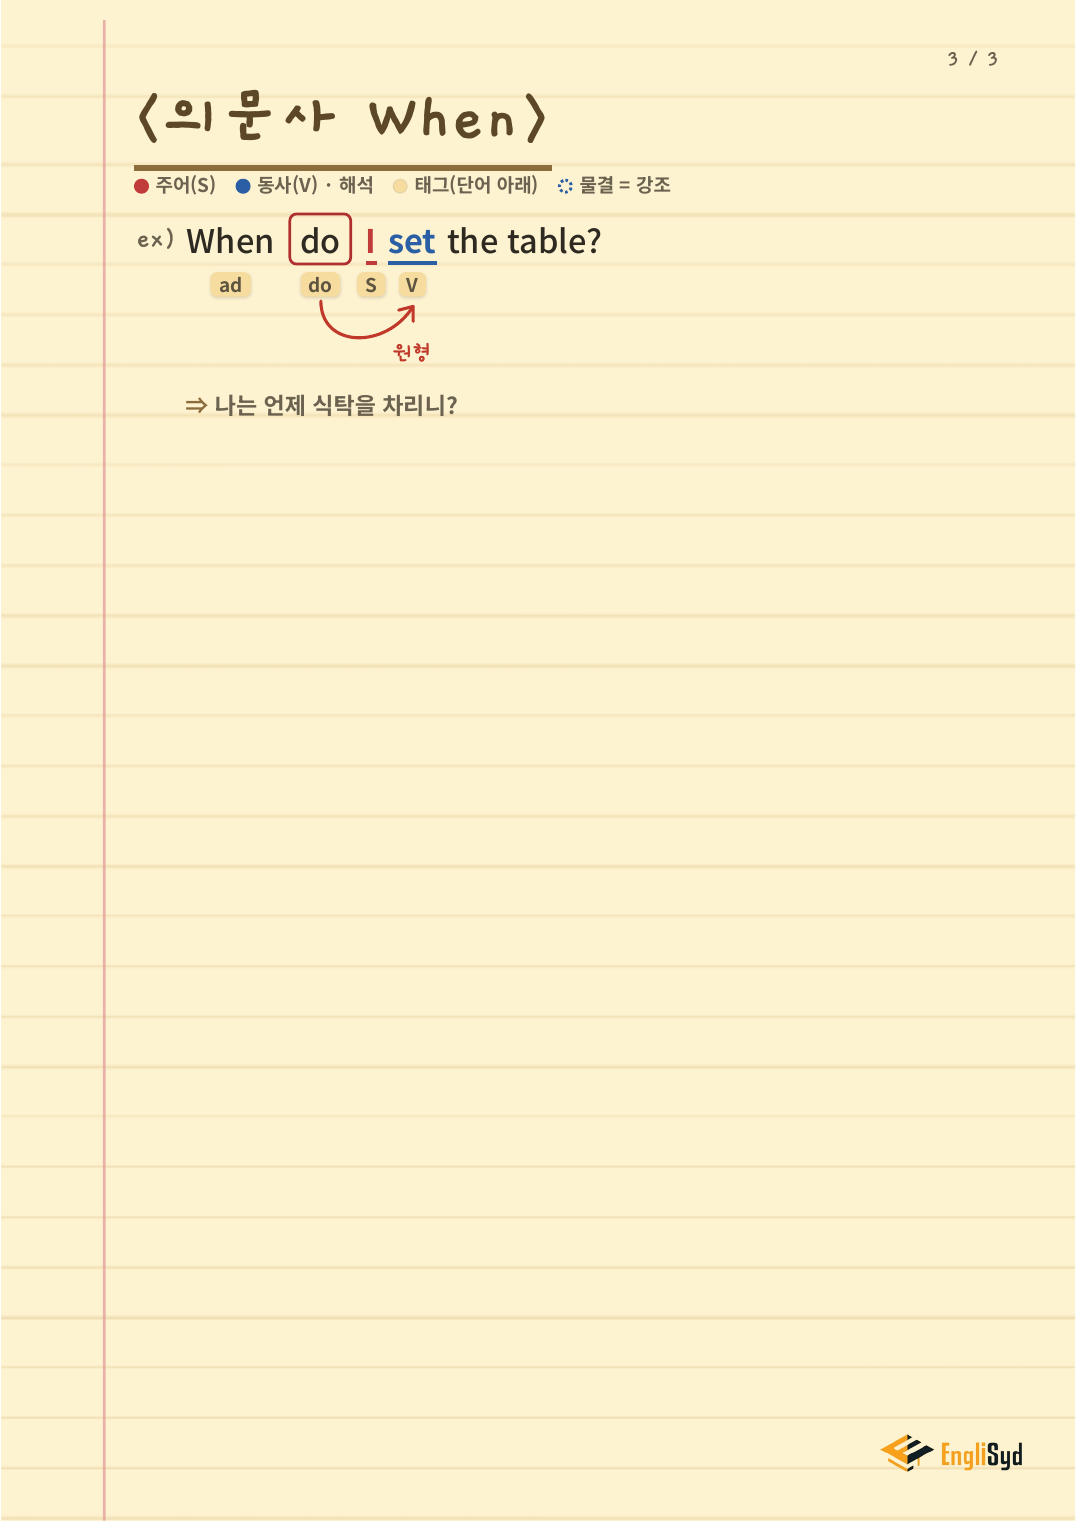 3 / 3
<의문사 When>
주어(S) 동사(V) · 해석 태그(단어 아래) 물결 = 강조
ex) When do I set the table?
ad do S V
원형
⇒ 나는 언제 식탁을 차리니?
EngliSyd